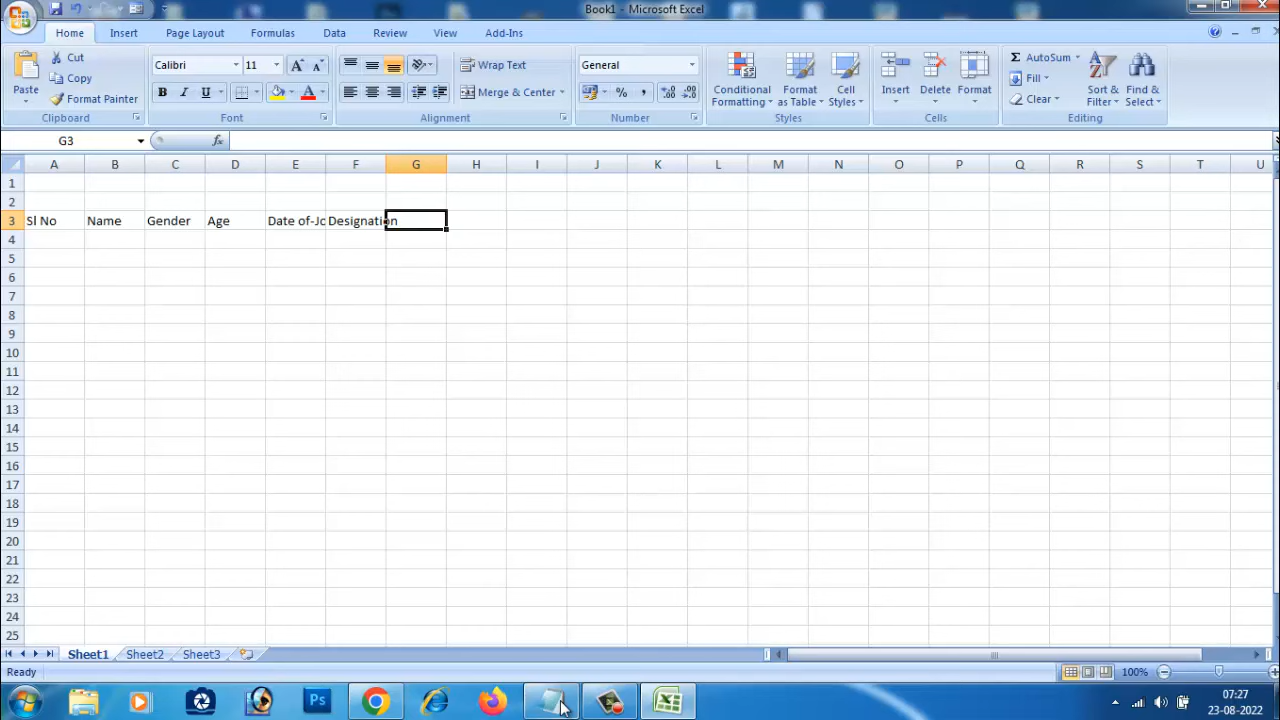 Book1 - Microsoft Excel
Home Insert Page Layout Formulas Data Review View Add-Ins
Cut
Copy
Format Painter
Paste
Clipboard
Calibri 11 A A
B I U A
Font
Wrap Text
Merge & Center
Alignment
General
% ,
Number
Conditional Formatting
Format as Table
Cell Styles
Styles
Insert Delete Format
Cells
Σ AutoSum
Fill
Clear
Sort & Filter
Find & Select
Editing
G3 fx
A B C D E F G H I J K L M N O P Q R S T U
1
2
3 Sl No Name Gender Age Date of-Jc Designation
4
5
6
7
8
9
10
11
12
13
14
15
16
17
18
19
20
21
22
23
24
25
Sheet1 Sheet2 Sheet3
Ready 100%
Ps
07:27
23-08-2022